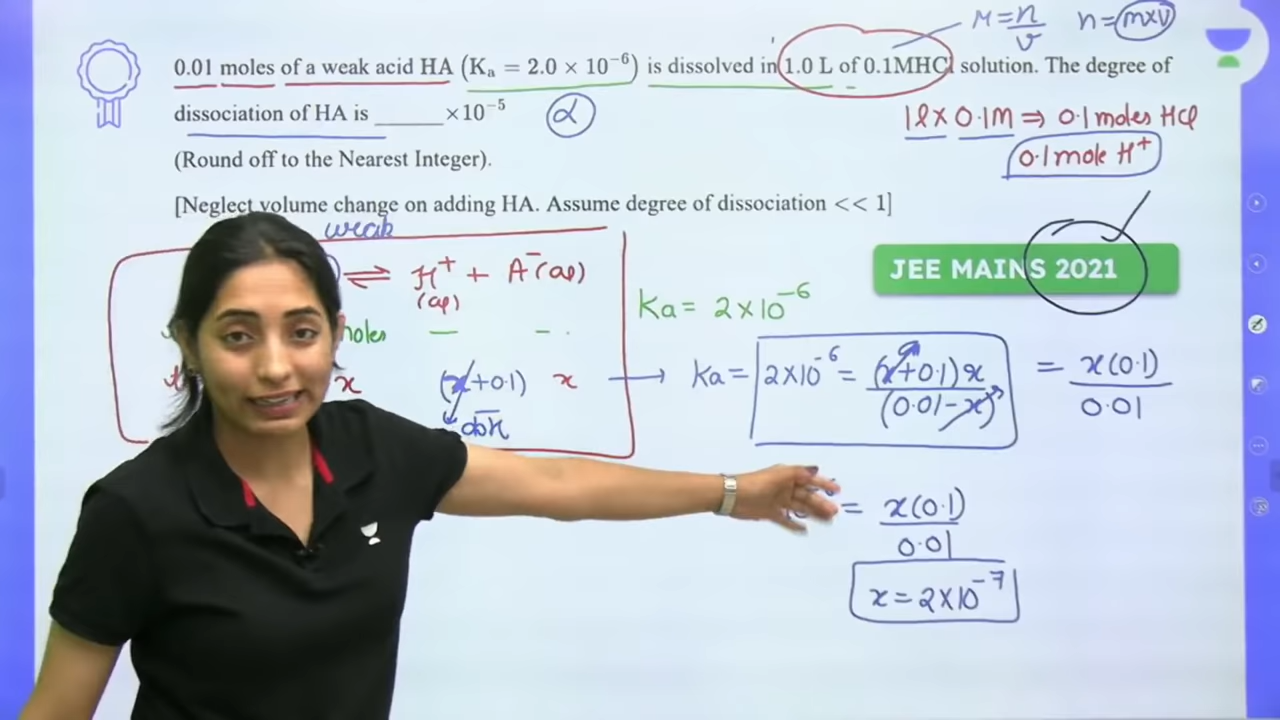 M = n/v n = m×v
0.01 moles of a weak acid HA (Kₐ = 2.0 × 10⁻⁶) is dissolved in 1.0 L of 0.1MHCl solution. The degree of
dissociation of HA is ______×10⁻⁵ α
1l × 0.1M ⇒ 0.1 moles HCl
(Round off to the Nearest Integer).
0.1 mole H⁺
[Neglect volume change on adding HA. Assume degree of dissociation << 1]
weak
⇌ H⁺ + A⁻(aq)
(aq)
JEE MAINS 2021
moles — —
Ka = 2×10⁻⁶
x (x+0.1) x
Ka = 2×10⁻⁶ = (x+0.1)x / (0.01-x) = x(0.1) / 0.01
= x(0.1) / 0.01
x = 2×10⁻⁷